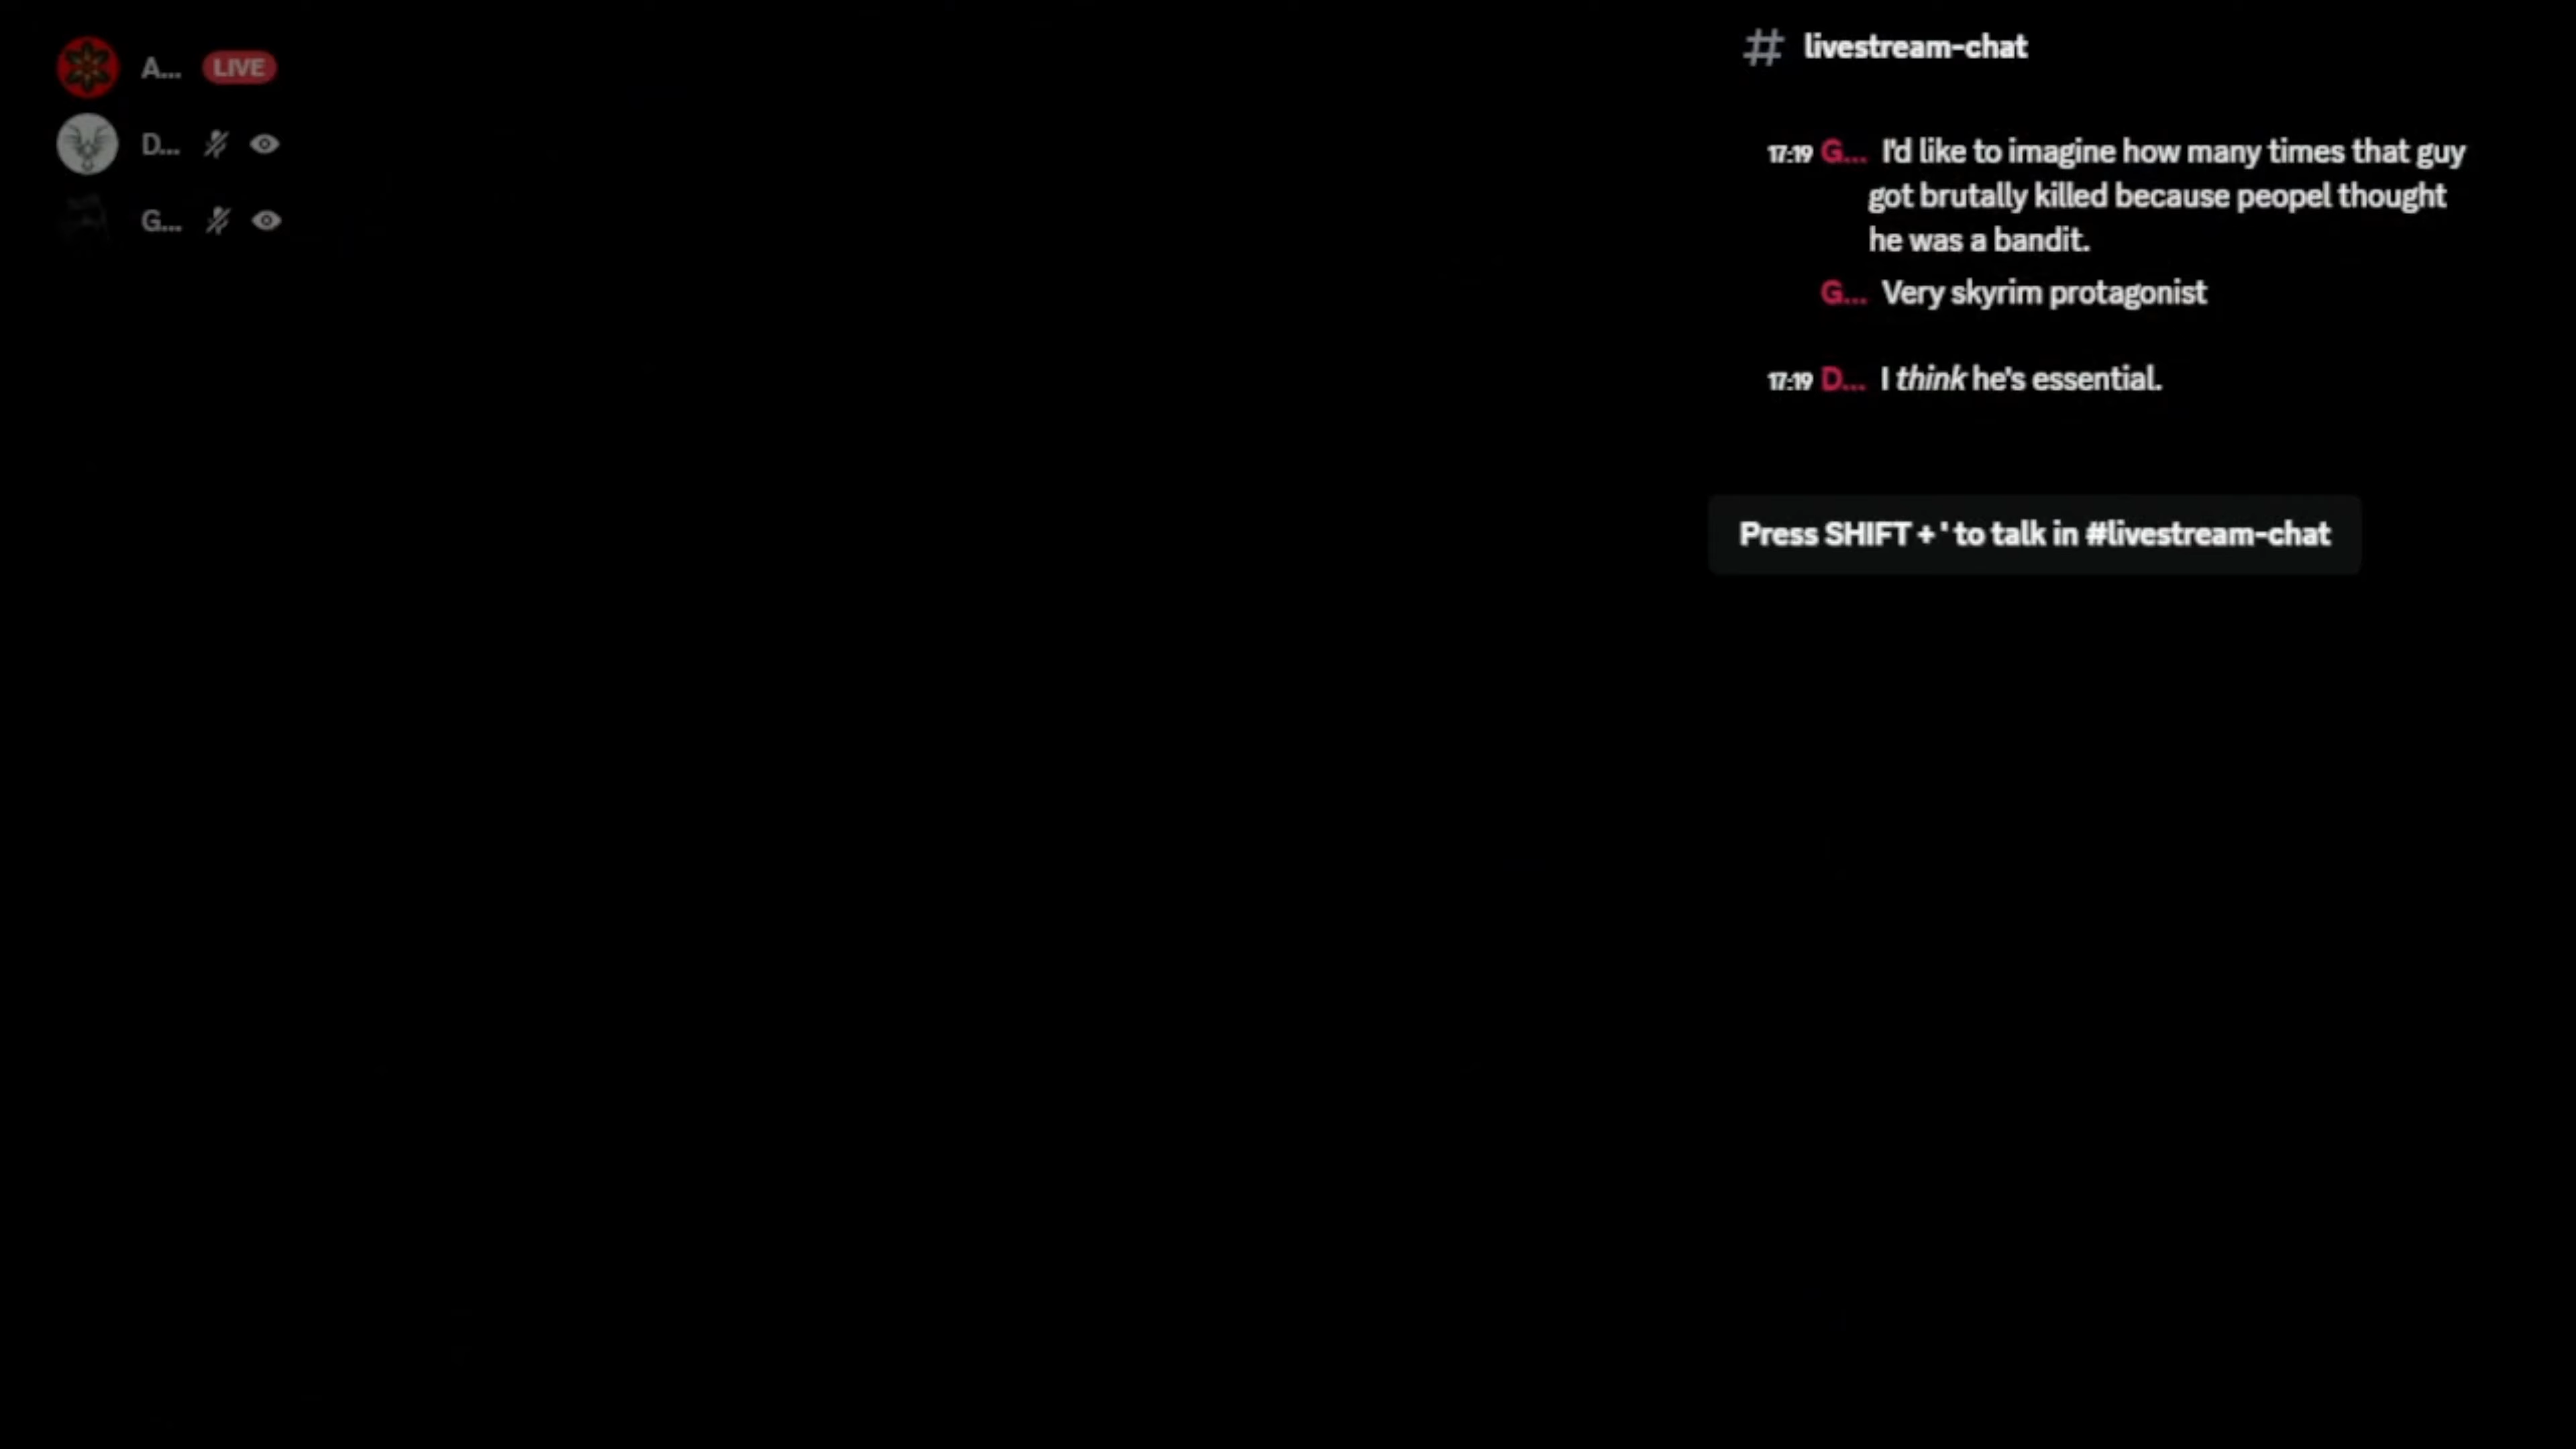 A... LIVE
D...
G...
# livestream-chat
17:19 G... I'd like to imagine how many times that guy
got brutally killed because peopel thought
he was a bandit.
G... Very skyrim protagonist
17:19 D... I think he's essential.
Press SHIFT + ' to talk in #livestream-chat